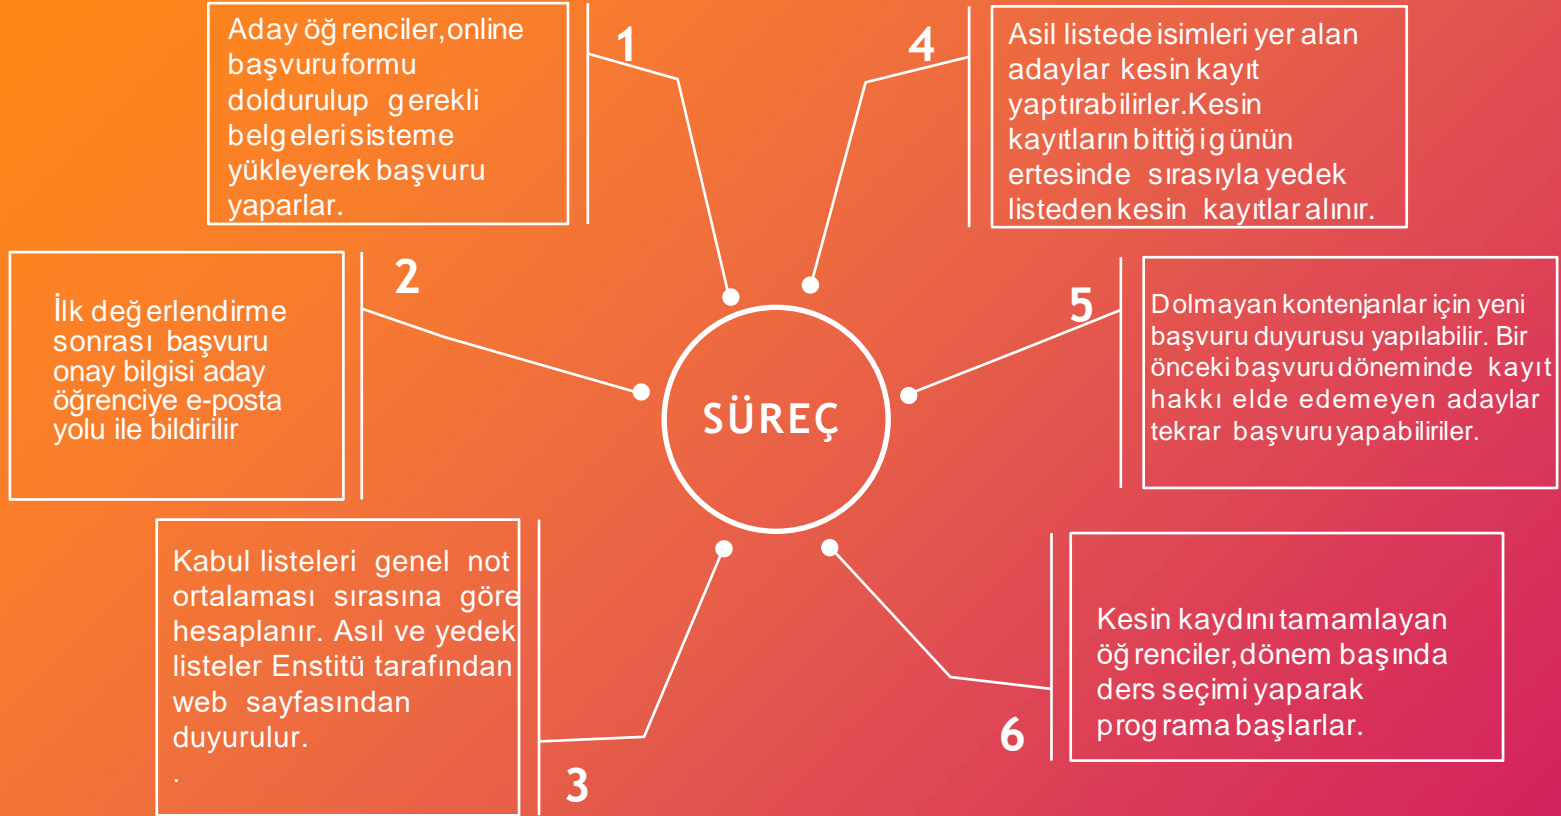 1
Aday öğrenciler,online
başvuru formu
doldurulup gerekli
belgeleri sisteme
yükleyerek başvuru
yaparlar.
2
İlk değerlendirme
sonrası başvuru
onay bilgisi aday
öğrenciye e-posta
yolu ile bildirilir
3
Kabul listeleri genel not
ortalaması sırasına göre
hesaplanır. Asıl ve yedek
listeler Enstitü tarafından
web sayfasından
duyurulur.
.
SÜREÇ
4
Asil listede isimleri yer alan
adaylar kesin kayıt
yaptırabilirler.Kesin
kayıtların bittiği günün
ertesinde sırasıyla yedek
listeden kesin kayıtlar alınır.
5
Dolmayan kontenjanlar için yeni
başvuru duyurusu yapılabilir. Bir
önceki başvuru döneminde kayıt
hakkı elde edemeyen adaylar
tekrar başvuru yapabiliriler.
6
Kesin kaydını tamamlayan
öğrenciler,dönem başında
ders seçimi yaparak
programa başlarlar.